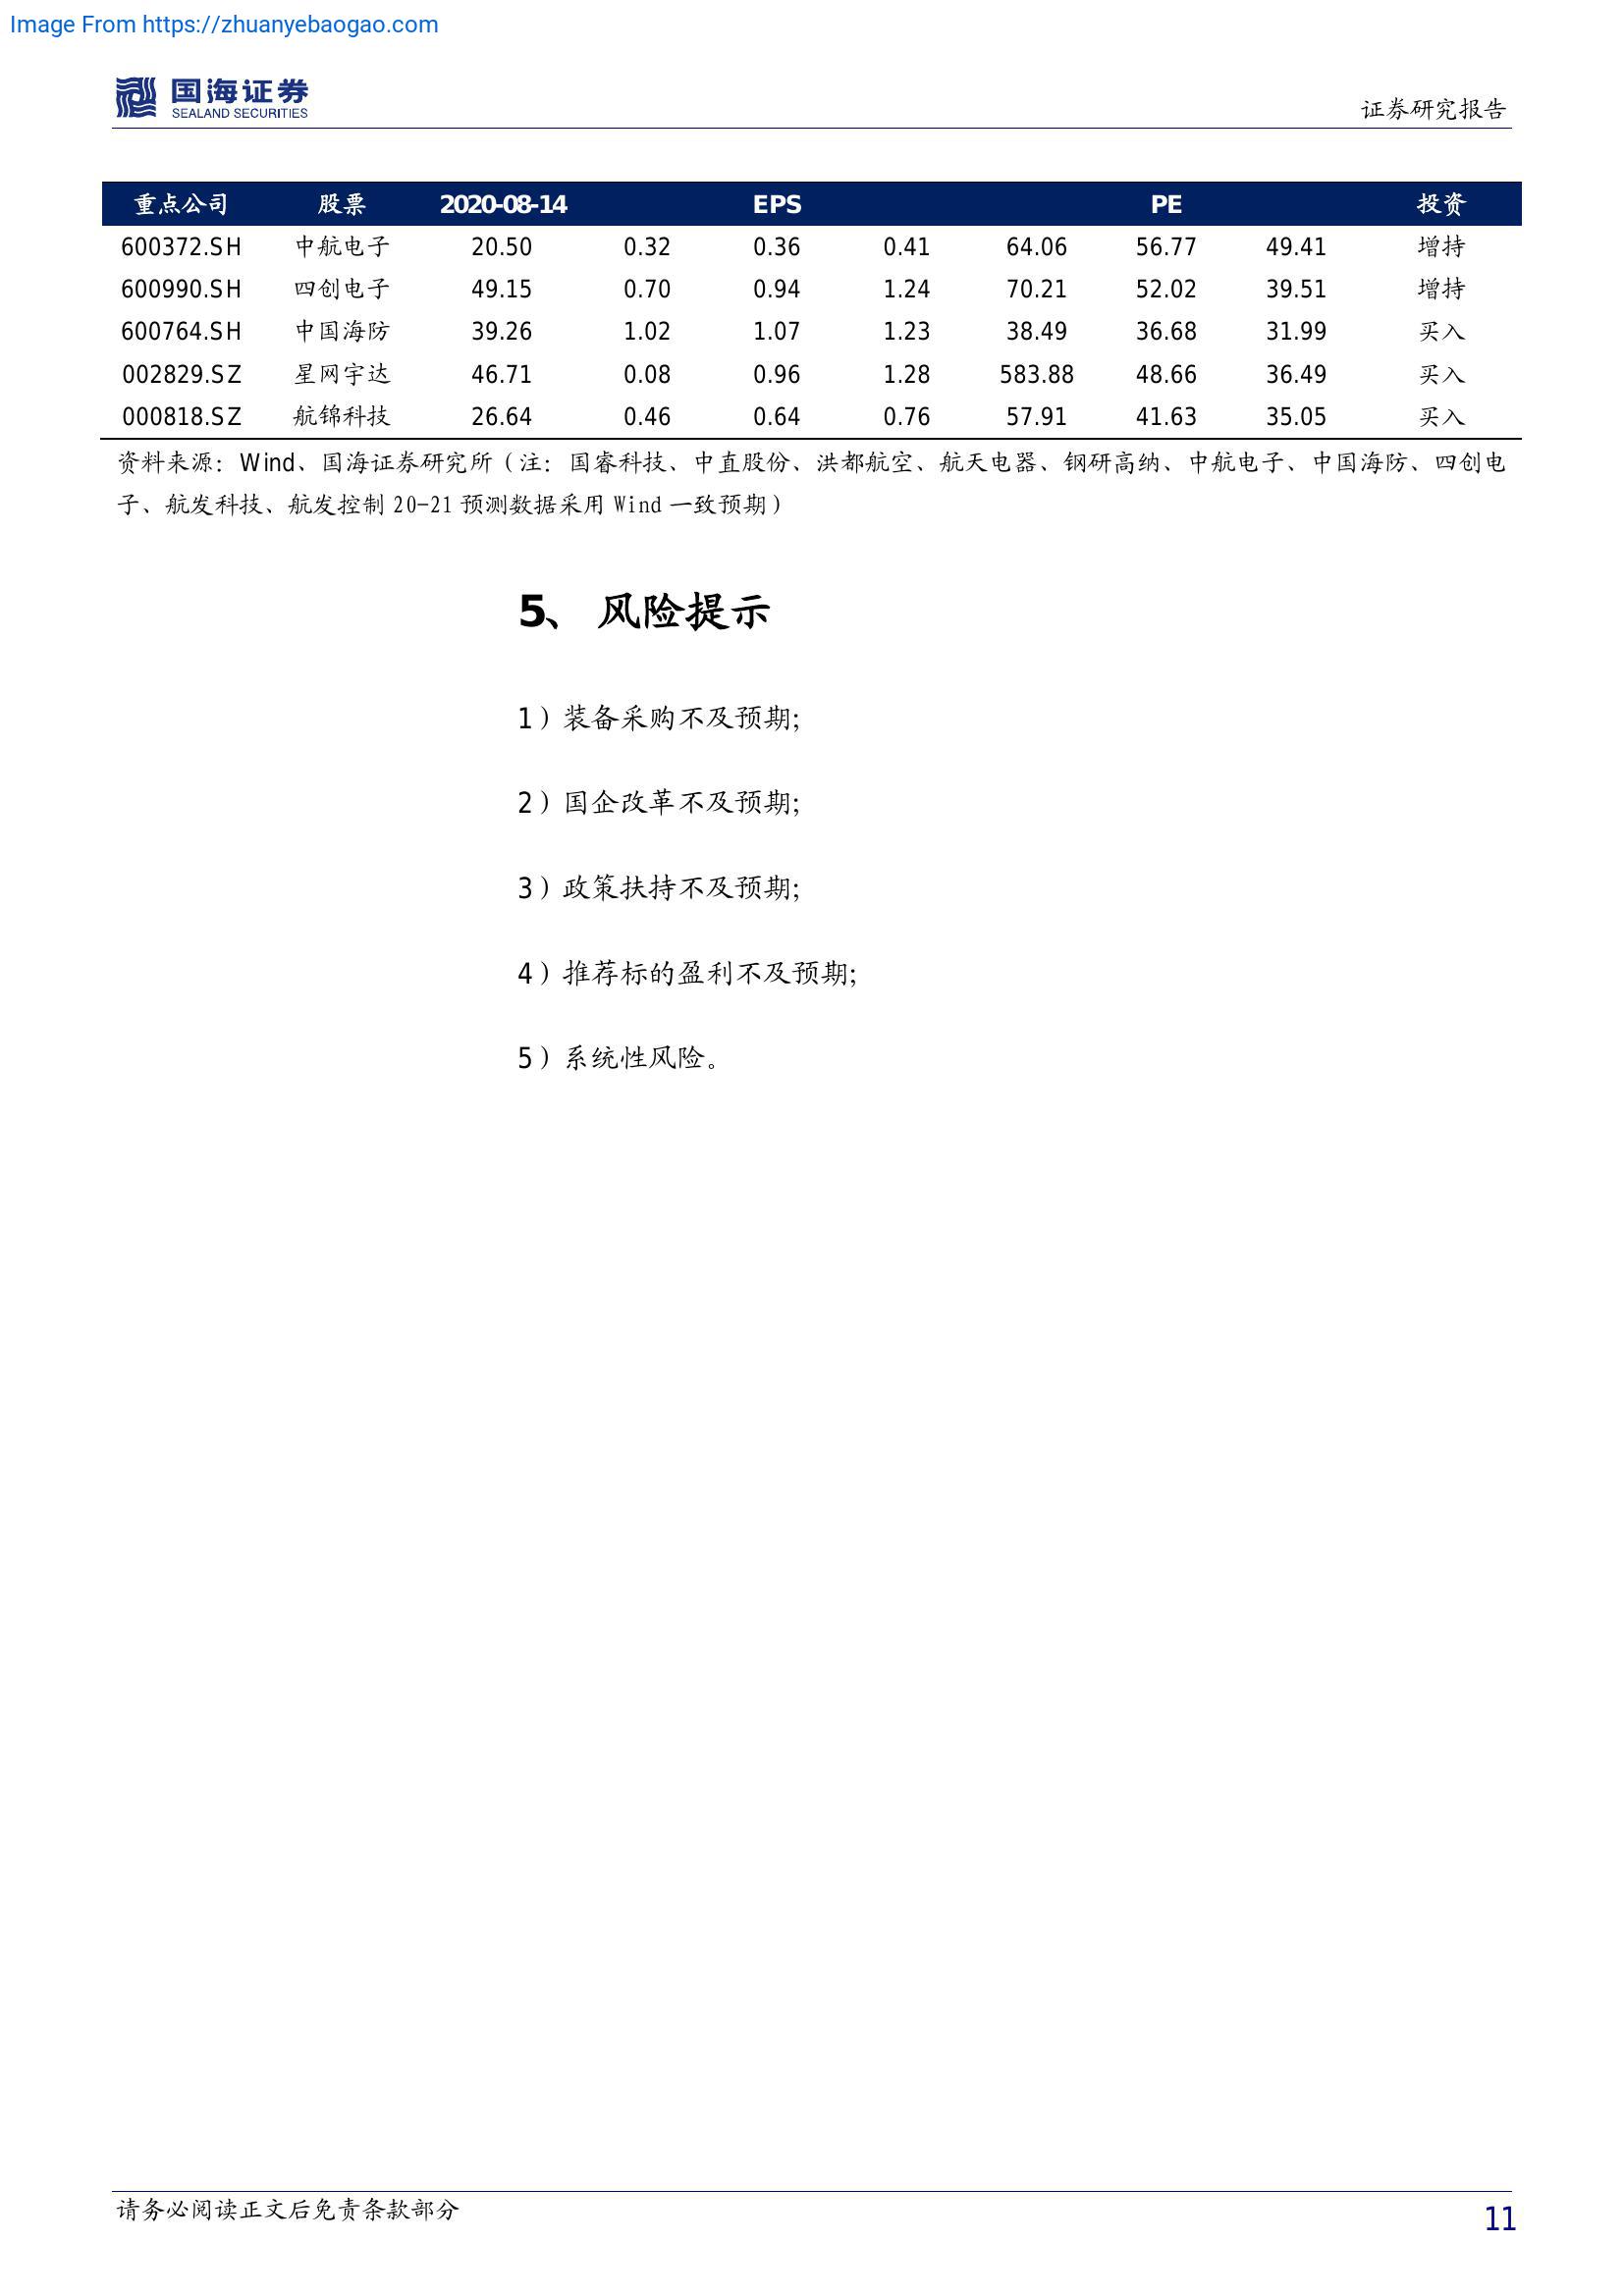 Image From https://zhuanyebaogao.com
国海证券
SEALAND SECURITIES
证券研究报告
重点公司 股票 2020-08-14 EPS PE 投资
600372.SH 中航电子 20.50 0.32 0.36 0.41 64.06 56.77 49.41 增持
600990.SH 四创电子 49.15 0.70 0.94 1.24 70.21 52.02 39.51 增持
600764.SH 中国海防 39.26 1.02 1.07 1.23 38.49 36.68 31.99 买入
002829.SZ 星网宇达 46.71 0.08 0.96 1.28 583.88 48.66 36.49 买入
000818.SZ 航锦科技 26.64 0.46 0.64 0.76 57.91 41.63 35.05 买入
资料来源：Wind、国海证券研究所（注：国睿科技、中直股份、洪都航空、航天电器、钢研高纳、中航电子、中国海防、四创电
子、航发科技、航发控制 20-21 预测数据采用 Wind 一致预期）
5、 风险提示
1）装备采购不及预期；
2）国企改革不及预期；
3）政策扶持不及预期；
4）推荐标的盈利不及预期；
5）系统性风险。
请务必阅读正文后免责条款部分
11